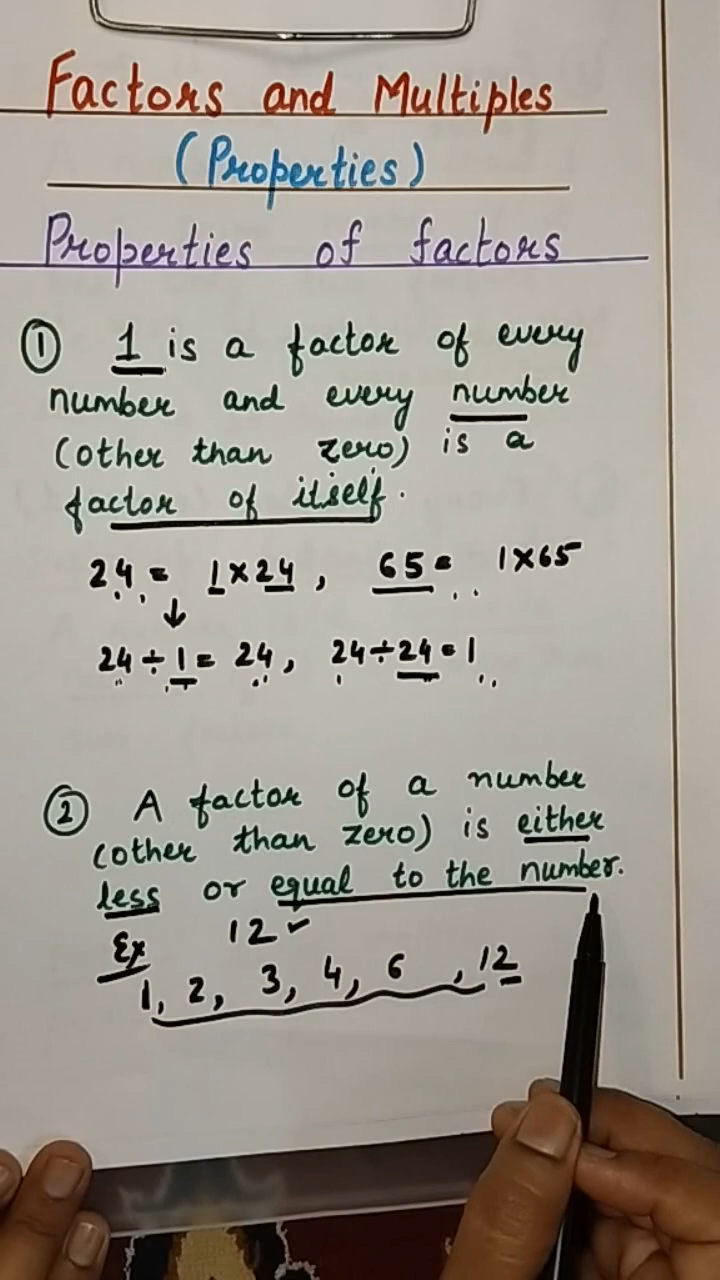 Factors and Multiples
(Properties)
Properties of factors
① 1 is a factor of every
number and every number
(other than zero) is a
factor of itself.
24 = 1×24, 65 = 1×65
↓
24÷1= 24, 24÷24=1
② A factor of a number
(other than zero) is either
less or equal to the number.
Ex 12✓
1, 2, 3, 4, 6 , 12